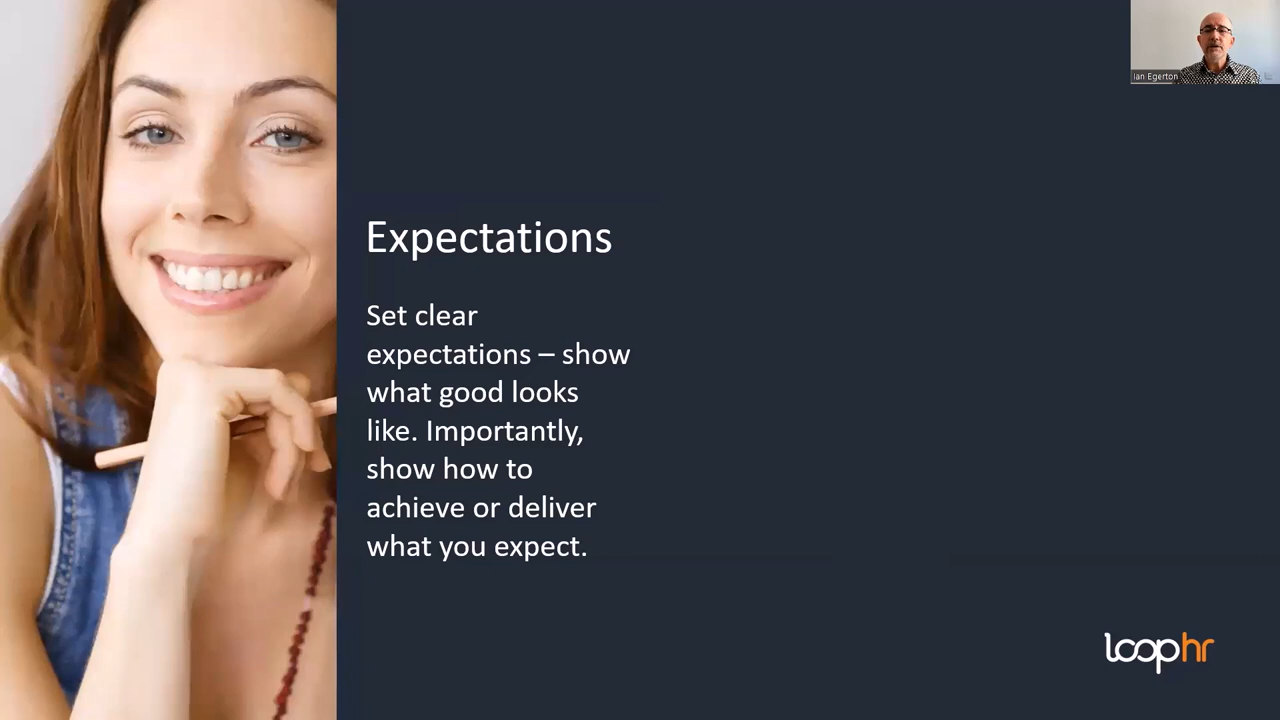 Ian Egerton
Expectations
Set clear
expectations – show
what good looks
like. Importantly,
show how to
achieve or deliver
what you expect.
loophr